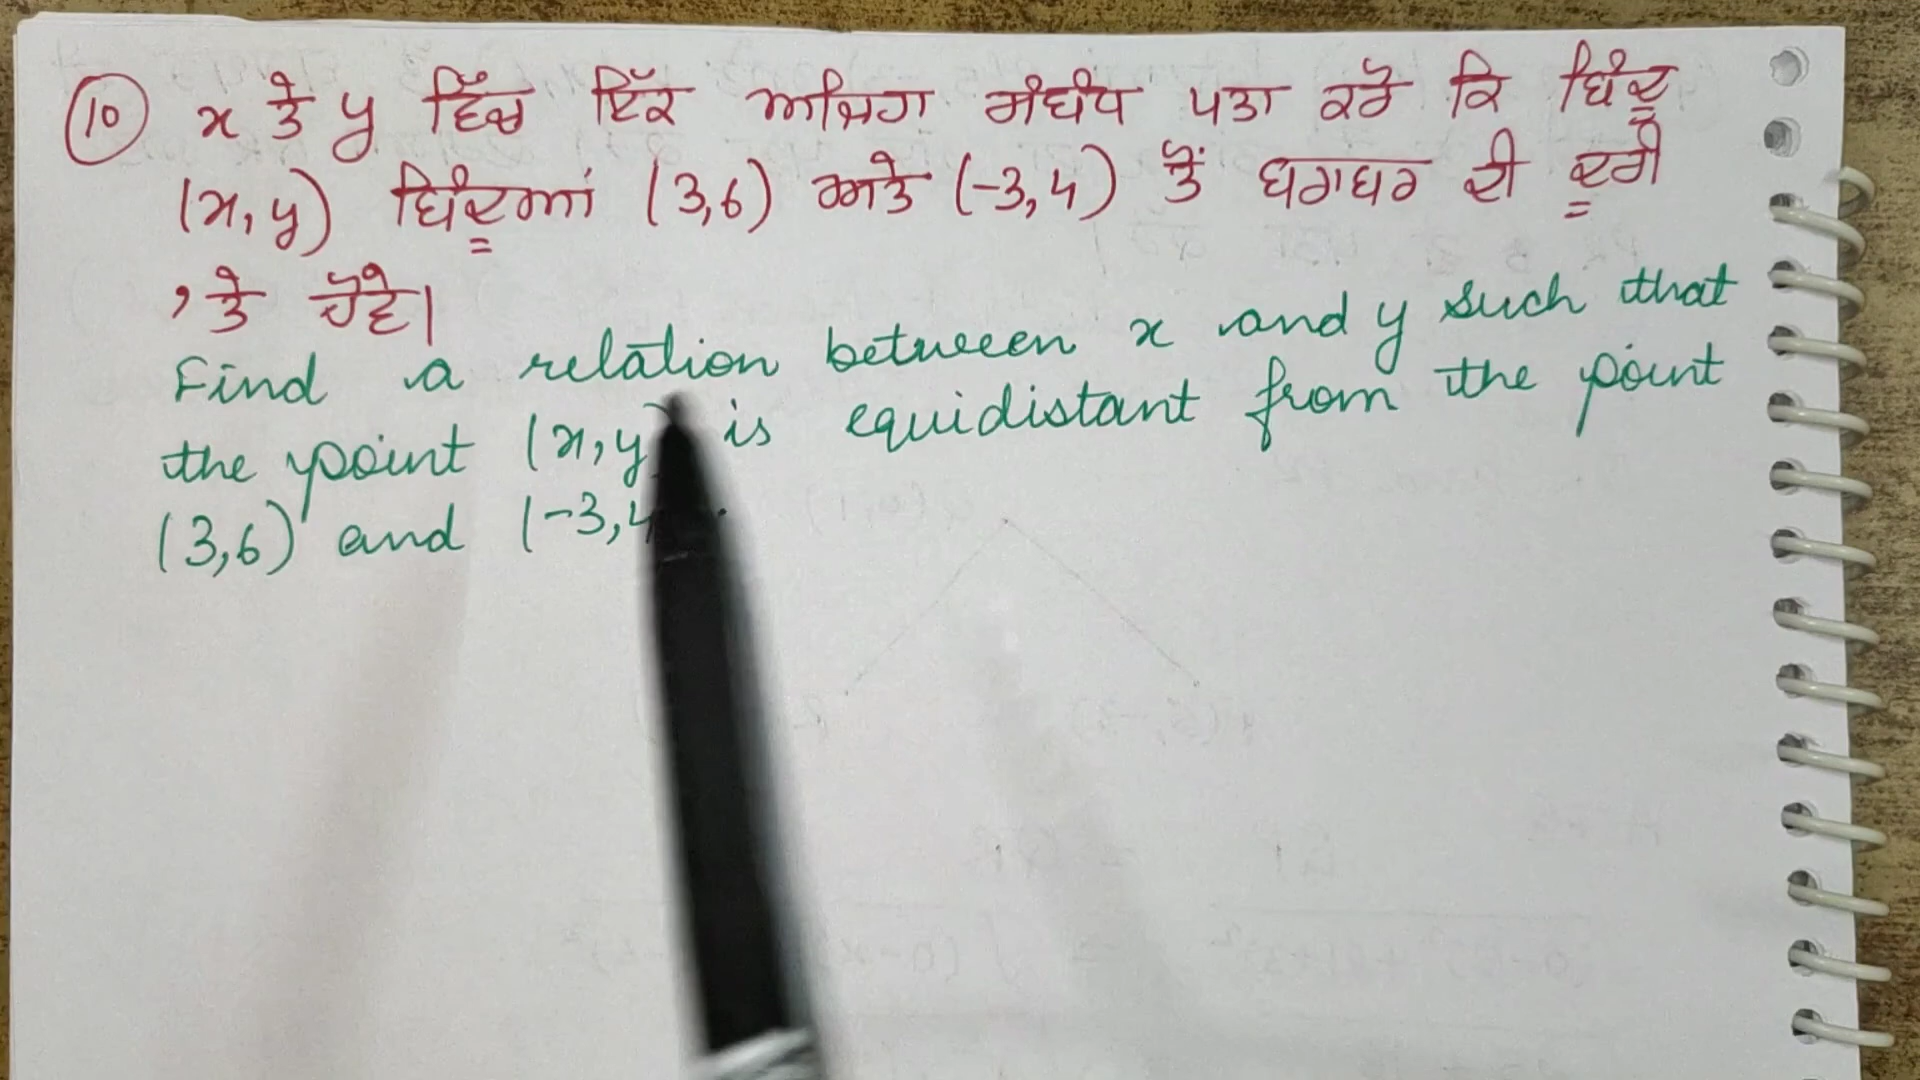 10 x ਤੇ y ਵਿੱਚ ਇੱਕ ਅਜਿਹਾ ਸੰਬੰਧ ਪਤਾ ਕਰੋ ਕਿ ਬਿੰਦੂ
(x, y) ਬਿੰਦੂਆਂ (3,6) ਅਤੇ (-3,4) ਤੋਂ ਬਰਾਬਰ ਦੀ ਦੂਰੀ
'ਤੇ ਹੋਵੇ।
Find a relation between x and y such that
the point (x, y) is equidistant from the point
(3,6) and (-3,4